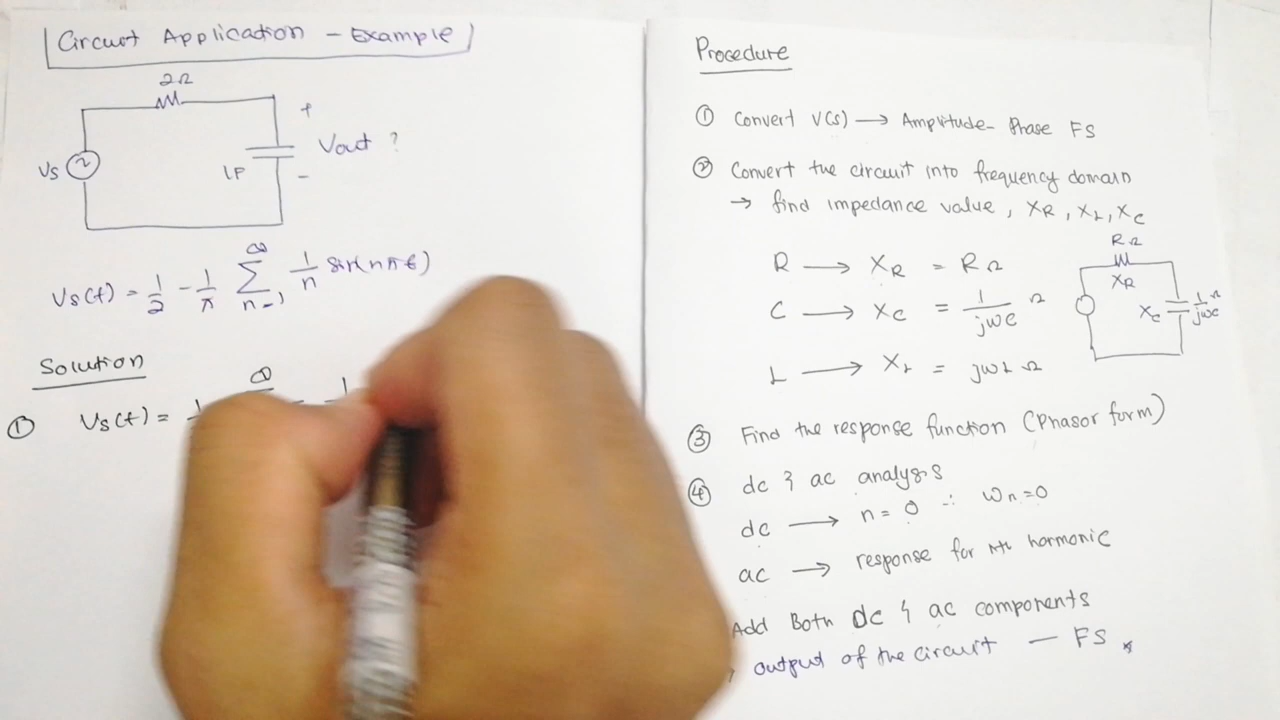 Circuit Application - Example
2Ω
+
Vs
1F
Vout ?
-
Vs(t) = 1/2 - 1/π ∑ n=1 ∞ 1/n sin(nπt)
Solution
① Vs(t) = ∞
Procedure
① Convert V(s) → Amplitude-Phase FS
② Convert the circuit into frequency domain
→ find impedance value, XR, XL, XC
R → XR = RΩ
C → XC = 1/jωC Ω
L → XL = jωL Ω
RΩ
XR
XC 1/jωC Ω
③ Find the response function (Phasor form)
④ dc & ac analysis
dc → n = 0 ∴ ωn=0
ac → response for nth harmonic
Add Both dc & ac components
output of the circuit — FS *